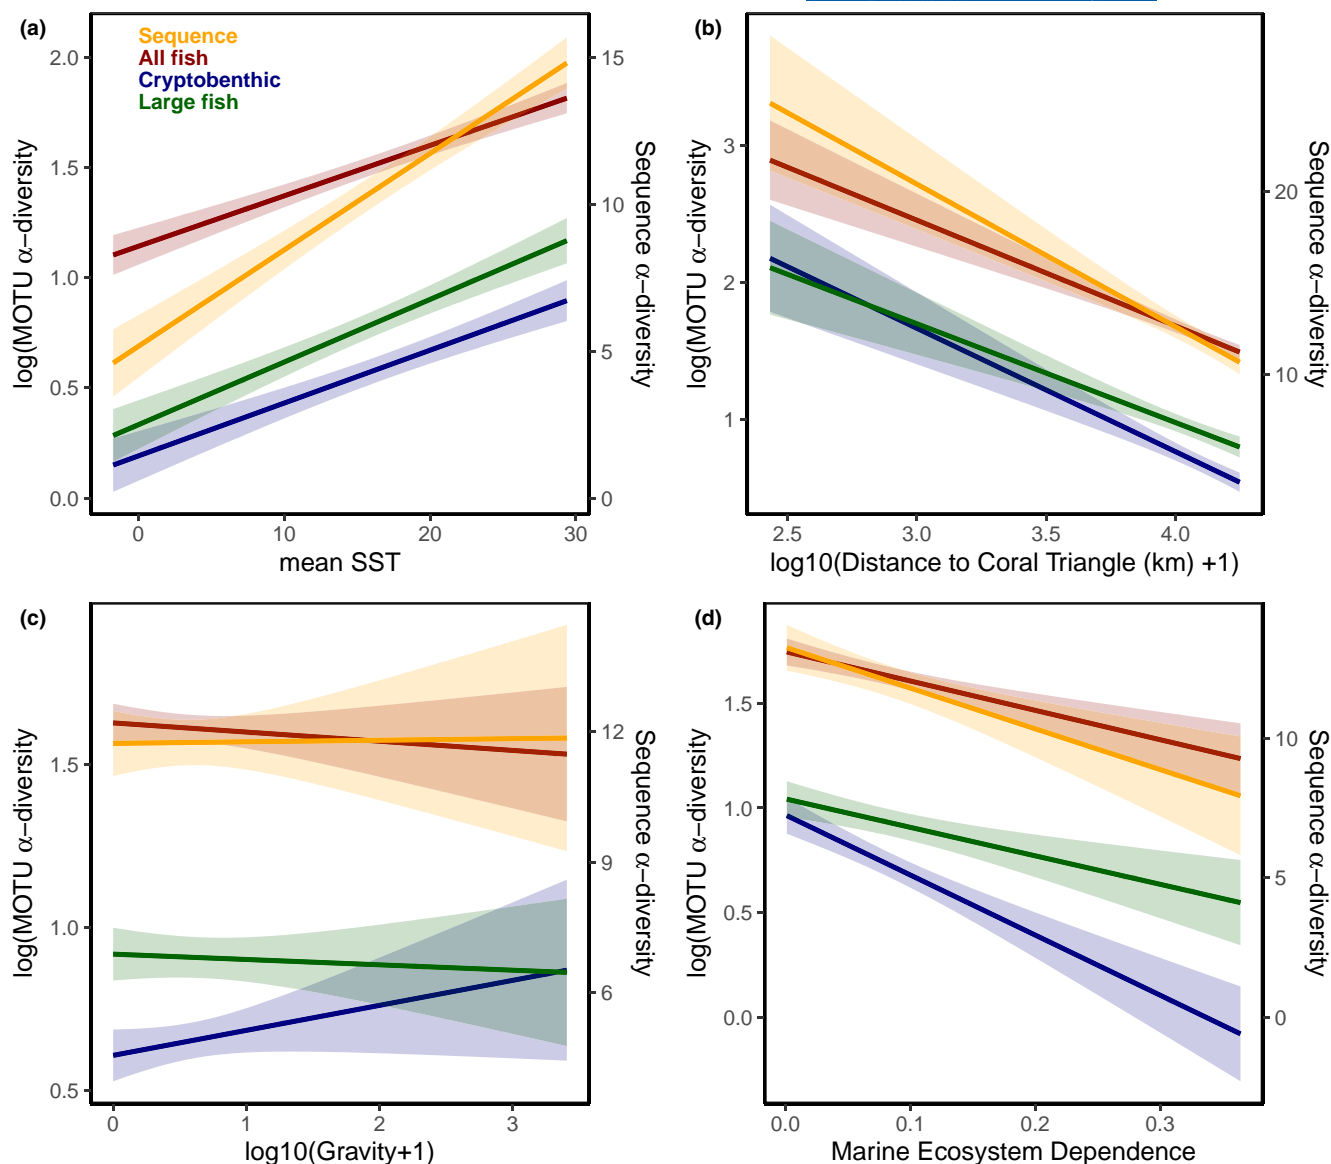 (a)
Sequence
All fish
Cryptobenthic
Large fish
2.0
1.5
1.0
0.5
0.0
15
10
5
0
0 10 20 30
mean SST
log(MOTU α−diversity)
Sequence α−diversity
(b)
3
2
1
20
10
2.5 3.0 3.5 4.0
log10(Distance to Coral Triangle (km) +1)
log(MOTU α−diversity)
Sequence α−diversity
(c)
1.5
1.0
0.5
12
9
6
0 1 2 3
log10(Gravity+1)
log(MOTU α−diversity)
Sequence α−diversity
(d)
1.5
1.0
0.5
0.0
10
5
0
0.0 0.1 0.2 0.3
Marine Ecosystem Dependence
log(MOTU α−diversity)
Sequence α−diversity